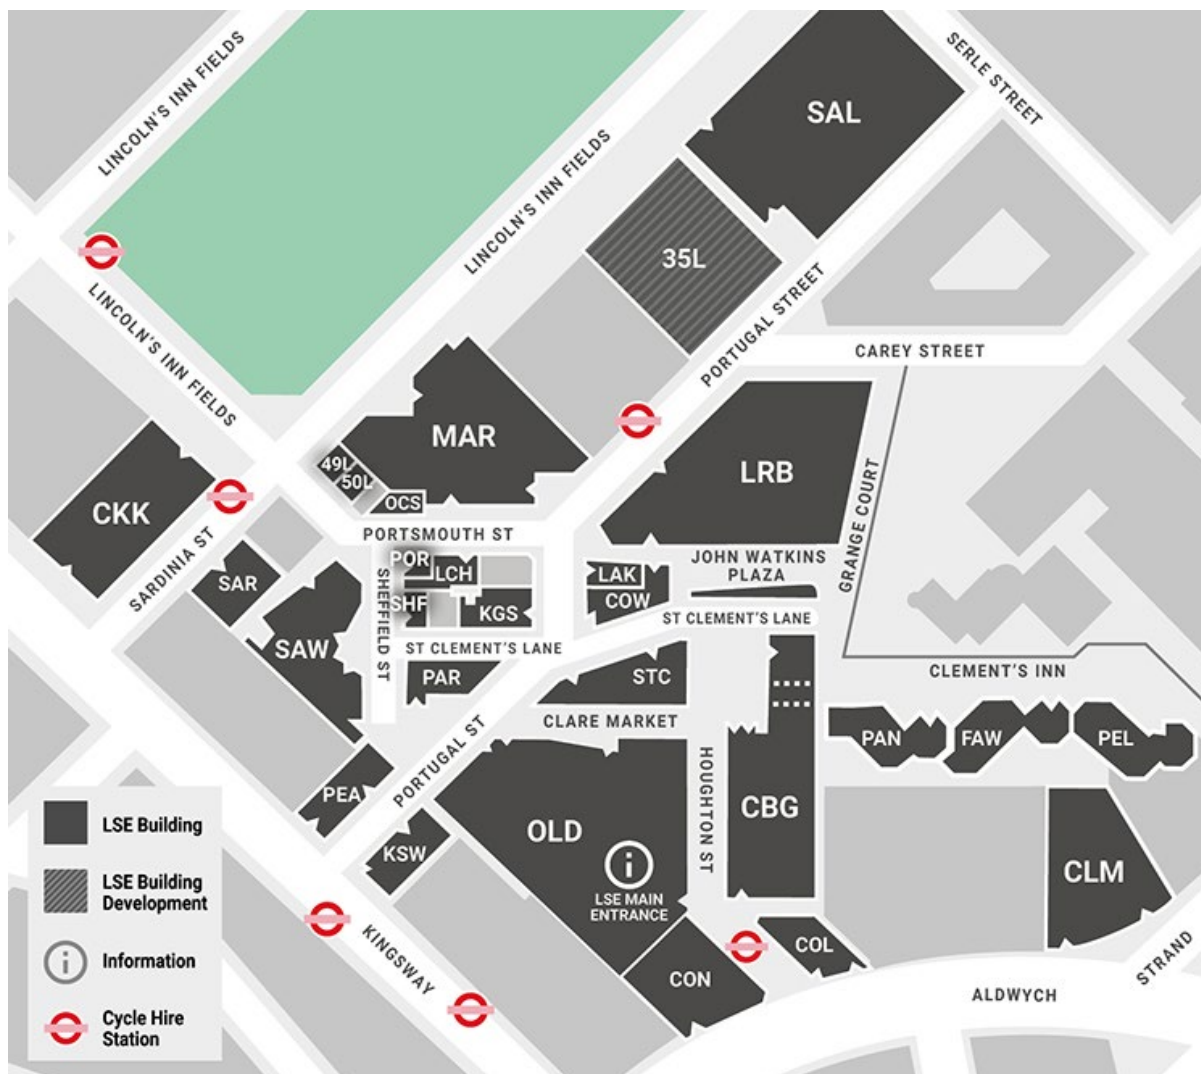 LINCOLN'S INN FIELDS
SERLE STREET
SAL
LINCOLN'S INN FIELDS
35L
LINCOLN'S INN FIELDS
PORTUGAL STREET
CAREY STREET
MAR
49L
50L
OCS
LRB
CKK
GRANGE COURT
PORTSMOUTH ST
SARDINIA ST
SAR
POR
LCH
SHEFFIELD ST
SHF
KGS
LAK
COW
JOHN WATKINS
PLAZA
ST CLEMENT'S LANE
SAW
ST CLEMENT'S LANE
PAR
STC
CLEMENT'S INN
CLARE MARKET
PAN
FAW
PEL
PORTUGAL ST
HOUGHTON ST
PEA
CBG
OLD
KSW
CLM
i
LSE MAIN
ENTRANCE
KINGSWAY
CON
COL
STRAND
ALDWYCH
LSE Building
LSE Building
Development
i
Information
Cycle Hire
Station